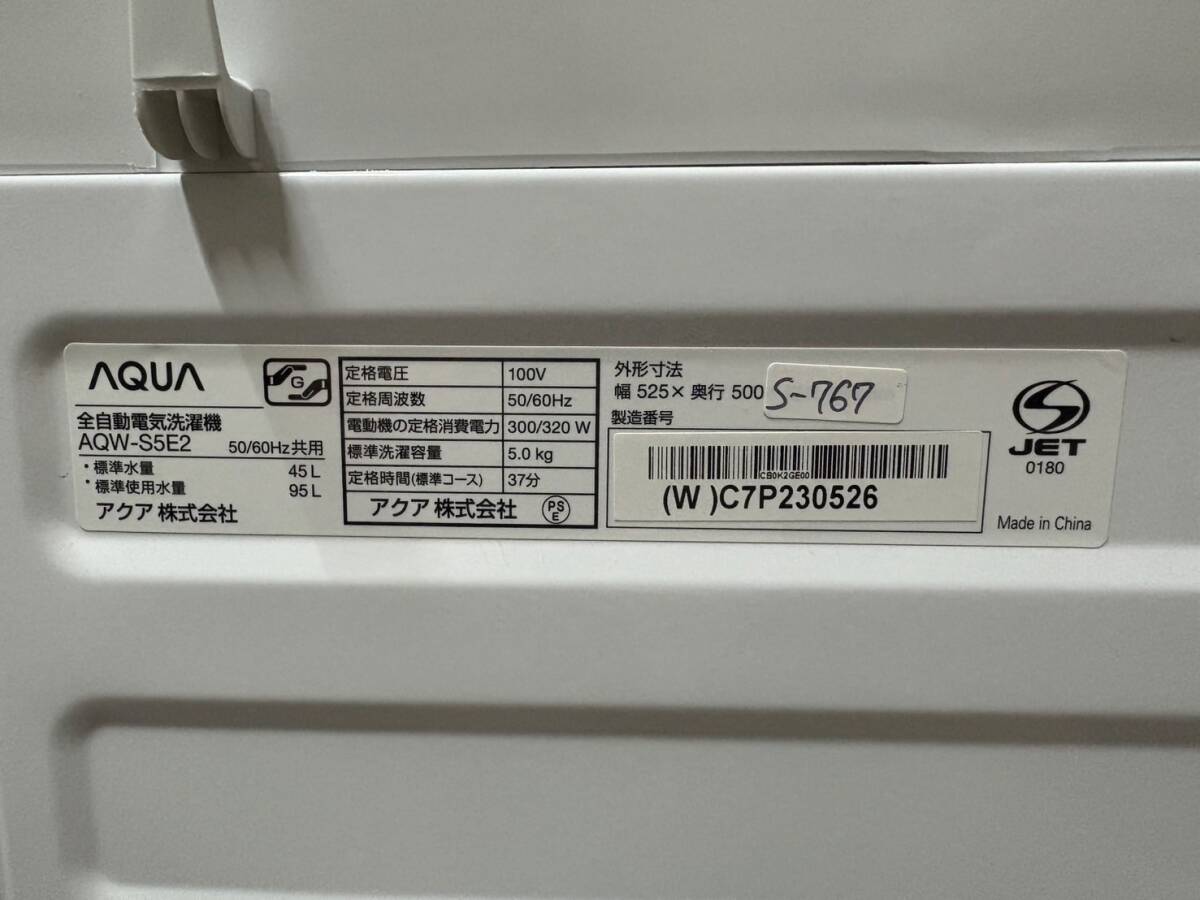 AQUA
G
全自動電気洗濯機
AQW-S5E2 50/60Hz共用
・標準水量 45L
・標準使用水量 95L
アクア株式会社
定格電圧 100V
定格周波数 50/60Hz
電動機の定格消費電力 300/320 W
標準洗濯容量 5.0 kg
定格時間(標準コース) 37分
アクア株式会社 PS E
外形寸法
幅 525×奥行 500
S-767
製造番号
CB0K2GE00
(W )C7P230526
JET
0180
Made in China